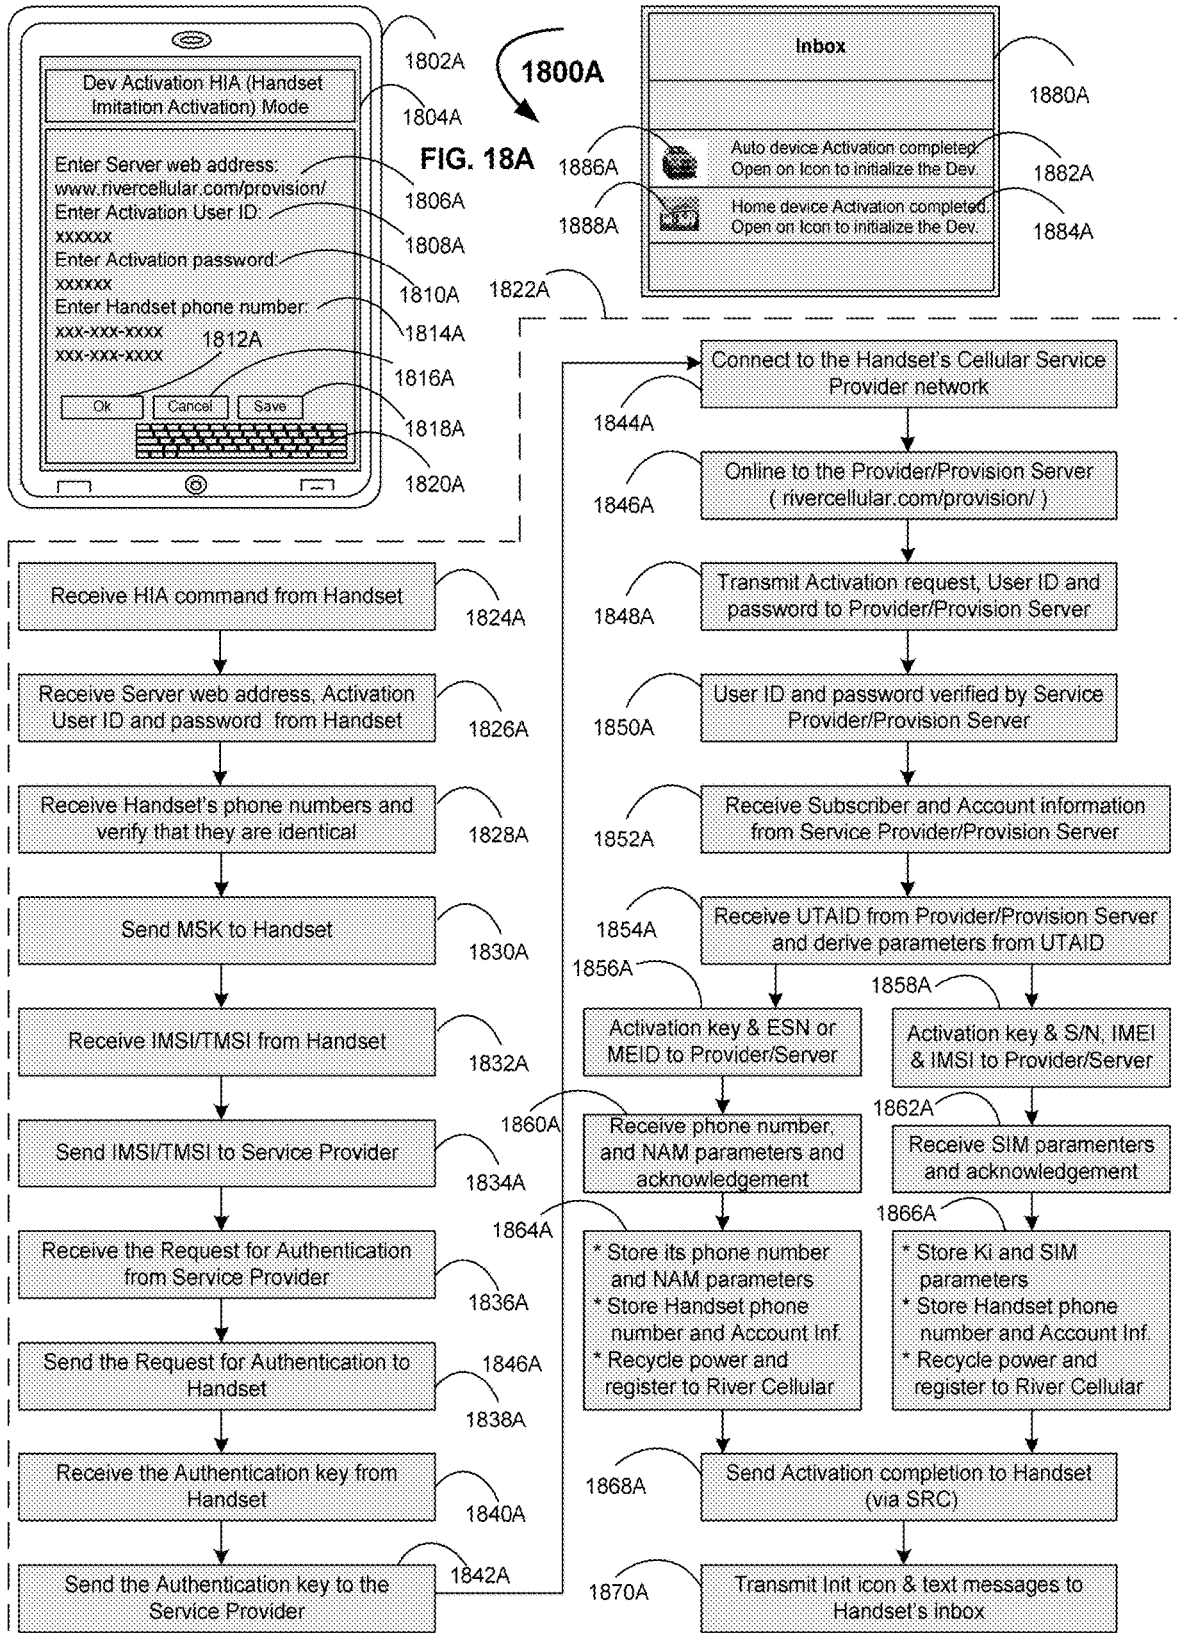 1802A
Dev Activation HIA (Handset
Imitation Activation) Mode
1804A
Enter Server web address:
www.rivercellular.com/provision/
1806A
Enter Activation User ID:
xxxxxx
1808A
Enter Activation password:
xxxxxx
1810A
Enter Handset phone number:
xxx-xxx-xxxx
1814A
xxx-xxx-xxxx
1812A
1816A
Ok
Cancel
Save
1818A
1820A
1800A
FIG. 18A
Inbox
1880A
1886A
Auto device Activation completed.
Open on Icon to initialize the Dev.
1882A
1888A
Home device Activation completed.
Open on Icon to initialize the Dev.
1884A
1822A
Receive HIA command from Handset
1824A
Receive Server web address, Activation
User ID and password from Handset
1826A
Receive Handset's phone numbers and
verify that they are identical
1828A
Send MSK to Handset
1830A
Receive IMSI/TMSI from Handset
1832A
Send IMSI/TMSI to Service Provider
1834A
Receive the Request for Authentication
from Service Provider
1836A
Send the Request for Authentication to
Handset
1846A
1838A
Receive the Authentication key from
Handset
1840A
Send the Authentication key to the
Service Provider
1842A
Connect to the Handset's Cellular Service
Provider network
1844A
Online to the Provider/Provision Server
( rivercellular.com/provision/ )
1846A
Transmit Activation request, User ID and
password to Provider/Provision Server
1848A
User ID and password verified by Service
Provider/Provision Server
1850A
Receive Subscriber and Account information
from Service Provider/Provision Server
1852A
Receive UTAID from Provider/Provision Server
and derive parameters from UTAID
1854A
1856A
Activation key & ESN or
MEID to Provider/Server
1858A
Activation key & S/N, IMEI
& IMSI to Provider/Server
1860A
Receive phone number,
and NAM parameters and
acknowledgement
1862A
Receive SIM paramenters
and acknowledgement
1864A
* Store its phone number
and NAM parameters
* Store Handset phone
number and Account Inf.
* Recycle power and
register to River Cellular
1866A
* Store Ki and SIM
parameters
* Store Handset phone
number and Account Inf.
* Recycle power and
register to River Cellular
1868A
Send Activation completion to Handset
(via SRC)
1870A
Transmit Init icon & text messages to
Handset's inbox